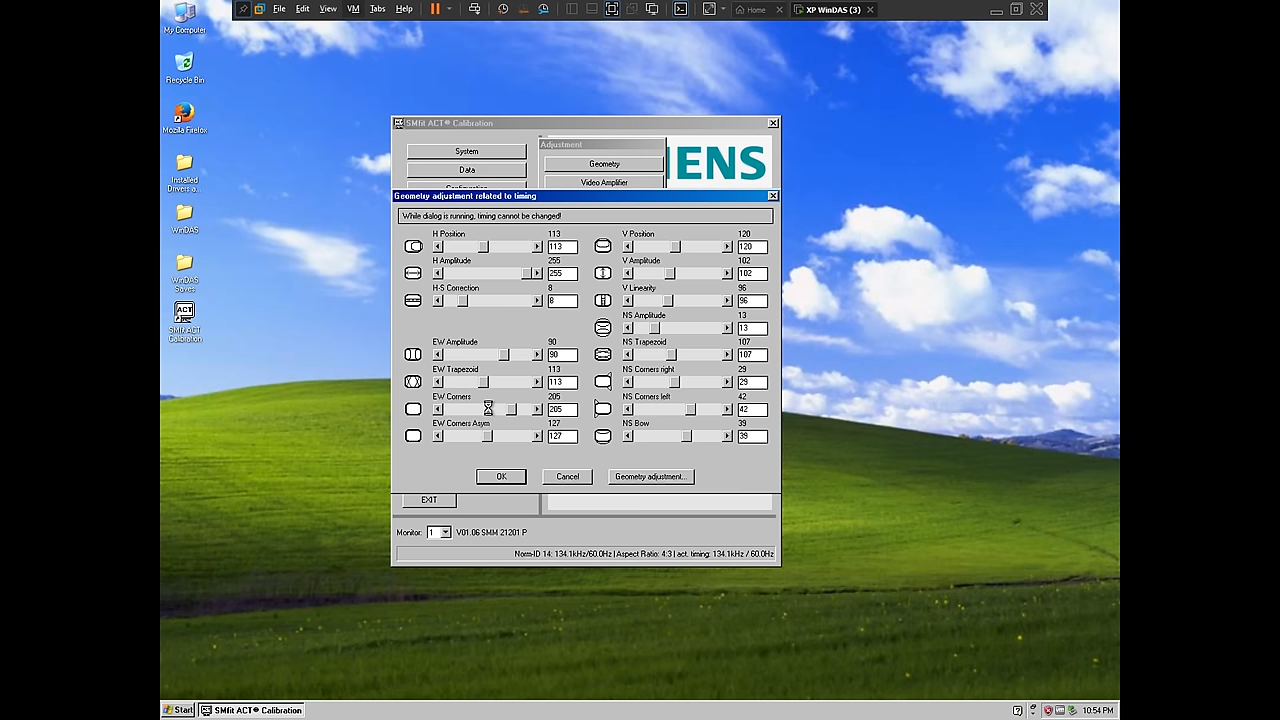 File Edit View VM Tabs Help
Home
XP WinDAS (3)
My Computer
Recycle Bin
Mozilla Firefox
Installed
Drivers a...
WinDAS
WinDAS
Saves
ACT
SMfit ACT
Calibration
SMfit ACT® Calibration
System
Data
Adjustment
Geometry
Video Amplifier
IENS
Geometry adjustment related to timing
While dialog is running, timing cannot be changed!
H Position 113
113
H Amplitude 255
255
H-S Correction 8
8
EW Amplitude 90
90
EW Trapezoid 113
113
EW Corners 205
205
EW Corners Asym 127
127
V Position 120
120
V Amplitude 102
102
V Linearity 96
96
NS Amplitude 13
13
NS Trapezoid 107
107
NS Corners right 29
29
NS Corners left 42
42
NS Bow 39
39
OK Cancel Geometry adjustment...
EXIT
Monitor: 1 V01.06 SMM 21201 P
Norm-ID 14: 134.1kHz/60.0Hz | Aspect Ratio: 4:3 | act. timing: 134.1kHz / 60.0Hz
Start
SMfit ACT® Calibration
10:54 PM